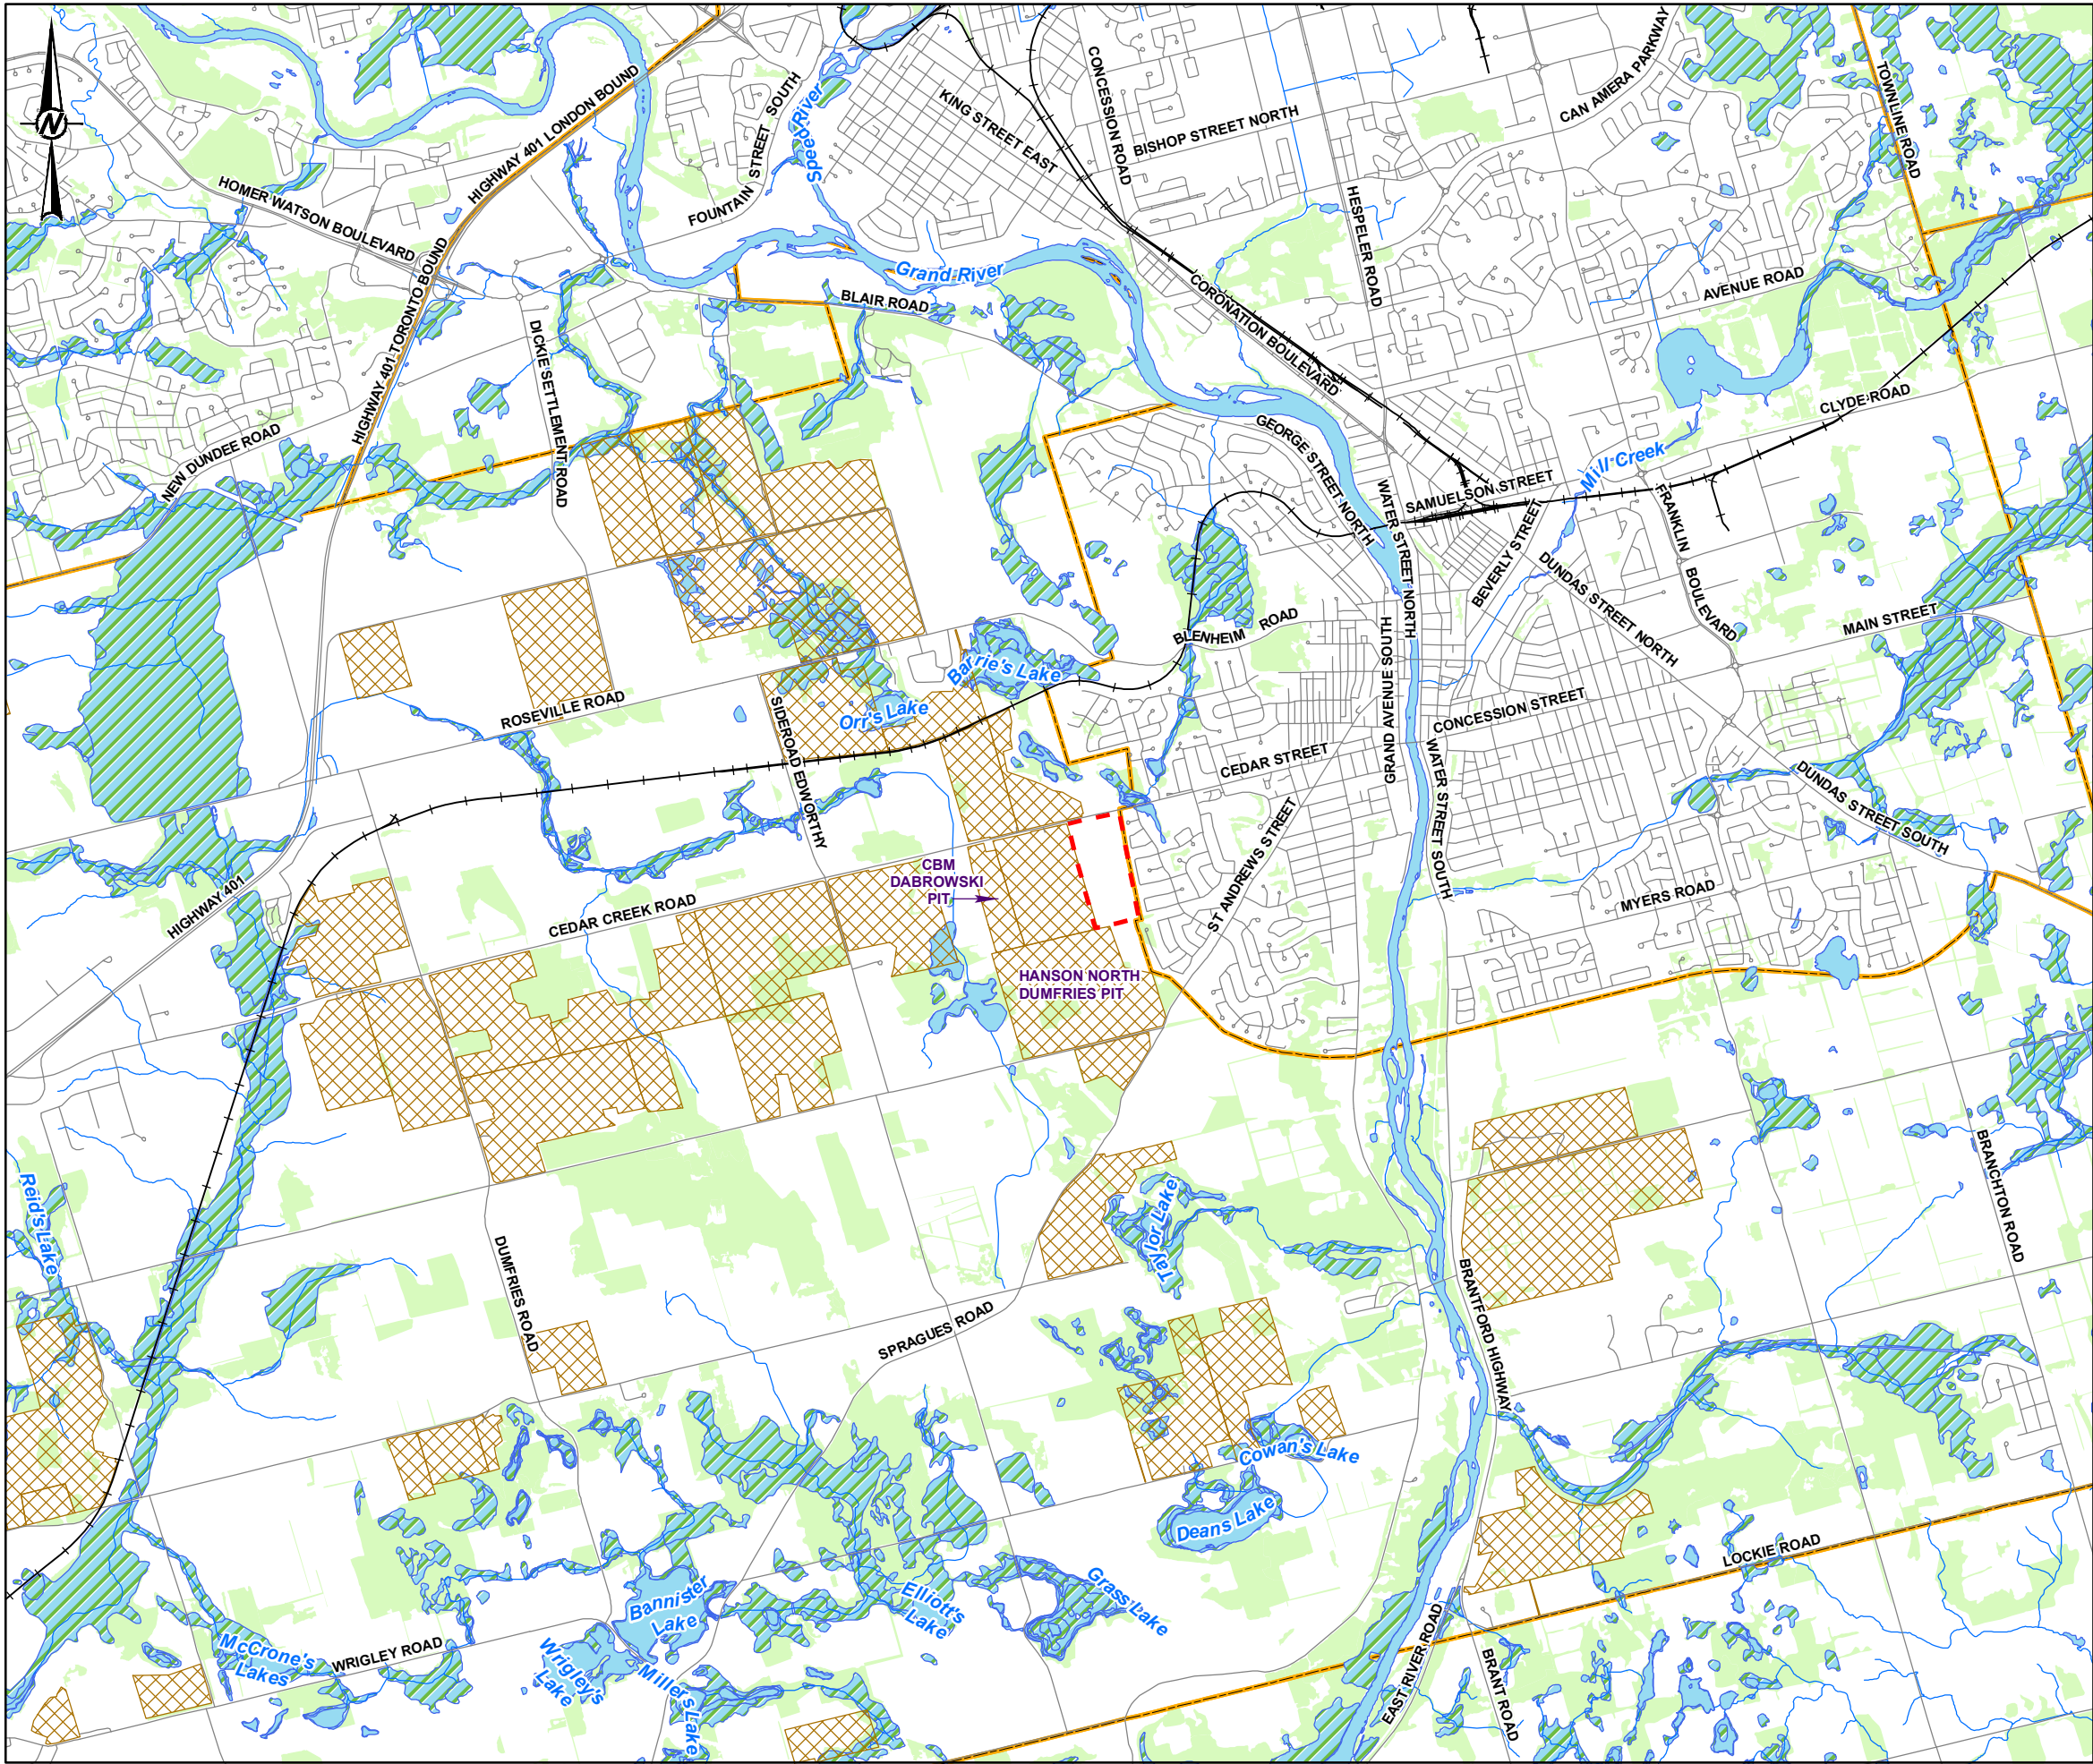 N
HIGHWAY 401 LONDON BOUND
FOUNTAIN STREET SOUTH
Speed River
KING STREET EAST
CONCESSION ROAD
BISHOP STREET NORTH
CAN AMERA PARKWAY
TOWNLINE ROAD
HOMER WATSON BOULEVARD
HIGHWAY 401 TORONTO BOUND
HESPELER ROAD
Grand River
BLAIR ROAD
CORONATION BOULEVARD
AVENUE ROAD
DICKIE SETTLEMENT ROAD
NEW DUNDEE ROAD
CLYDE ROAD
GEORGE STREET NORTH
Mill Creek
SAMUELSON STREET
WATER STREET NORTH
FRANKLIN BOULEVARD
BEVERLY STREET
DUNDAS STREET NORTH
MAIN STREET
BLENHEIM ROAD
Barrie's Lake
Orr's Lake
ROSEVILLE ROAD
SIDEROAD EDWORTHY
GRAND AVENUE SOUTH
CONCESSION STREET
CEDAR STREET
WATER STREET SOUTH
DUNDAS STREET SOUTH
ST ANDREWS STREET
MYERS ROAD
CBM
DABROWSKI
PIT
HIGHWAY 401
CEDAR CREEK ROAD
HANSON NORTH
DUMFRIES PIT
BRANCHTON ROAD
Reid's Lake
Taylor Lake
DUMFRIES ROAD
SPRAGUES ROAD
BRANTFORD HIGHWAY
Cowan's Lake
Deans Lake
LOCKIE ROAD
Bannister
Lake
Elliott's
Lake
Grass Lake
McCrone's
Lakes
WRIGLEY ROAD
Wrigley's
Lake
Miller's Lake
EAST RIVER ROAD
BRANT ROAD